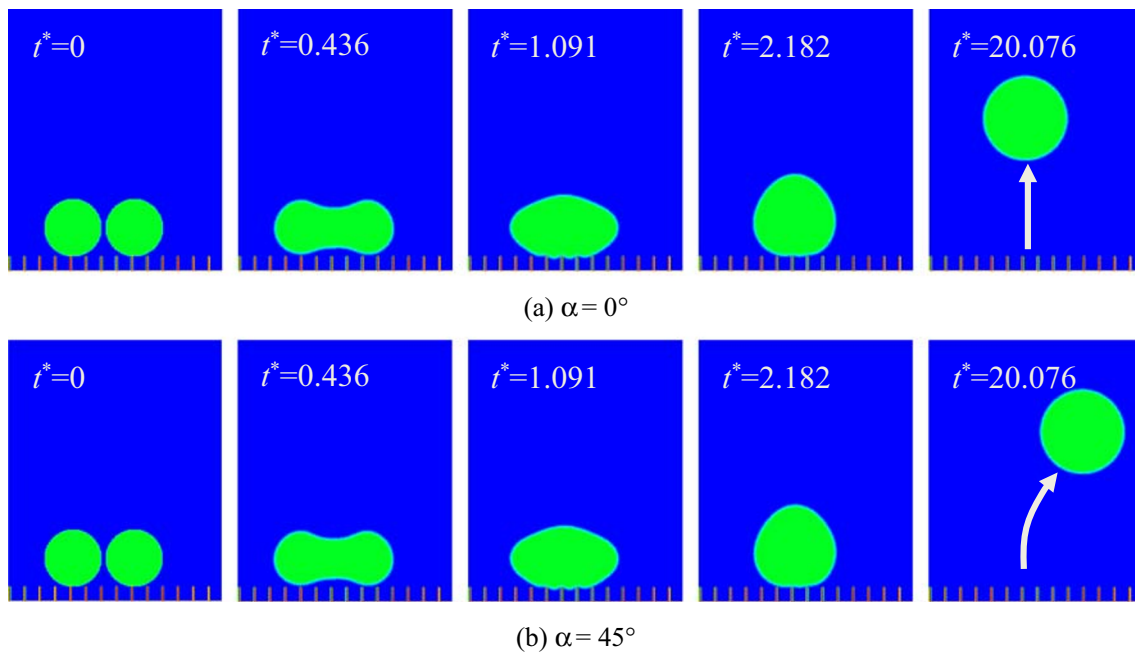 t*=0 t*=0.436 t*=1.091 t*=2.182 t*=20.076
(a) α = 0°
t*=0 t*=0.436 t*=1.091 t*=2.182 t*=20.076
(b) α = 45°